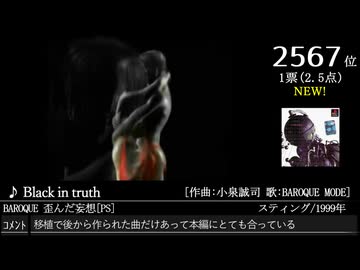 2567位
1票(2.5点)
NEW!
♪ Black in truth
[作曲:小泉誠司 歌:BAROQUE MODE]
BAROQUE 歪んだ妄想[PS]
スティング/1999年
コメント 移植で後から作られた曲だけあって本編にとても合っている